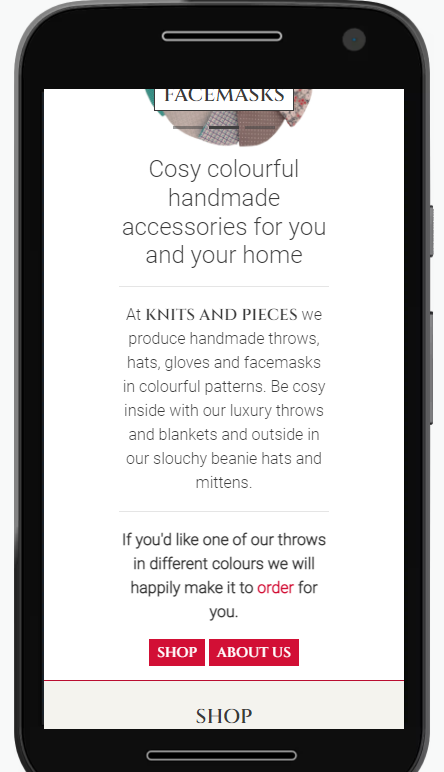 FACEMASKS
Cosy colourful
handmade
accessories for you
and your home
At KNITS AND PIECES we
produce handmade throws,
hats, gloves and facemasks
in colourful patterns. Be cosy
inside with our luxury throws
and blankets and outside in
our slouchy beanie hats and
mittens.
If you'd like one of our throws
in different colours we will
happily make it to order for
you.
SHOP ABOUT US
SHOP